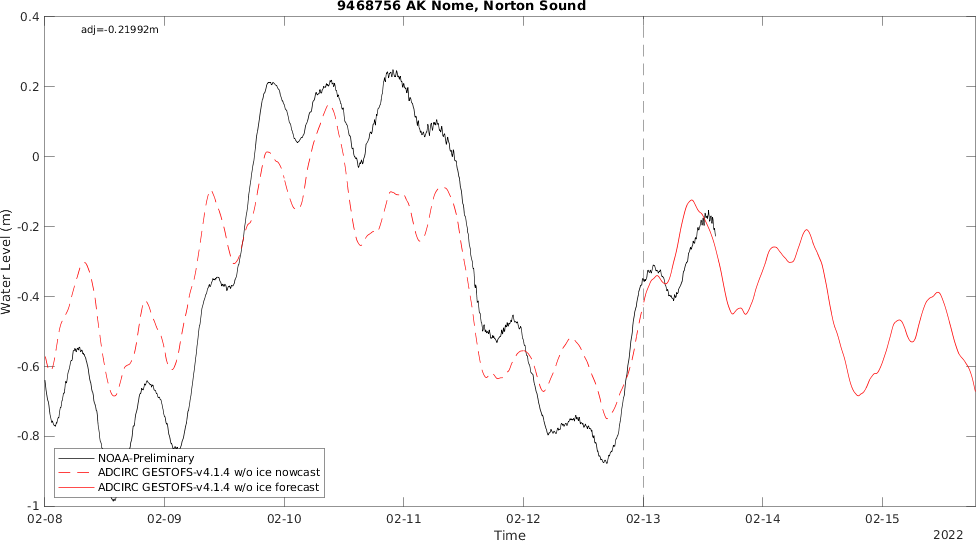 9468756 AK Nome, Norton Sound
adj=-0.21992m
0.4
0.2
0
-0.2
-0.4
-0.6
-0.8
-1
Water Level (m)
NOAA-Preliminary
ADCIRC GESTOFS-v4.1.4 w/o ice nowcast
ADCIRC GESTOFS-v4.1.4 w/o ice forecast
02-08 02-09 02-10 02-11 02-12 02-13 02-14 02-15
Time
2022